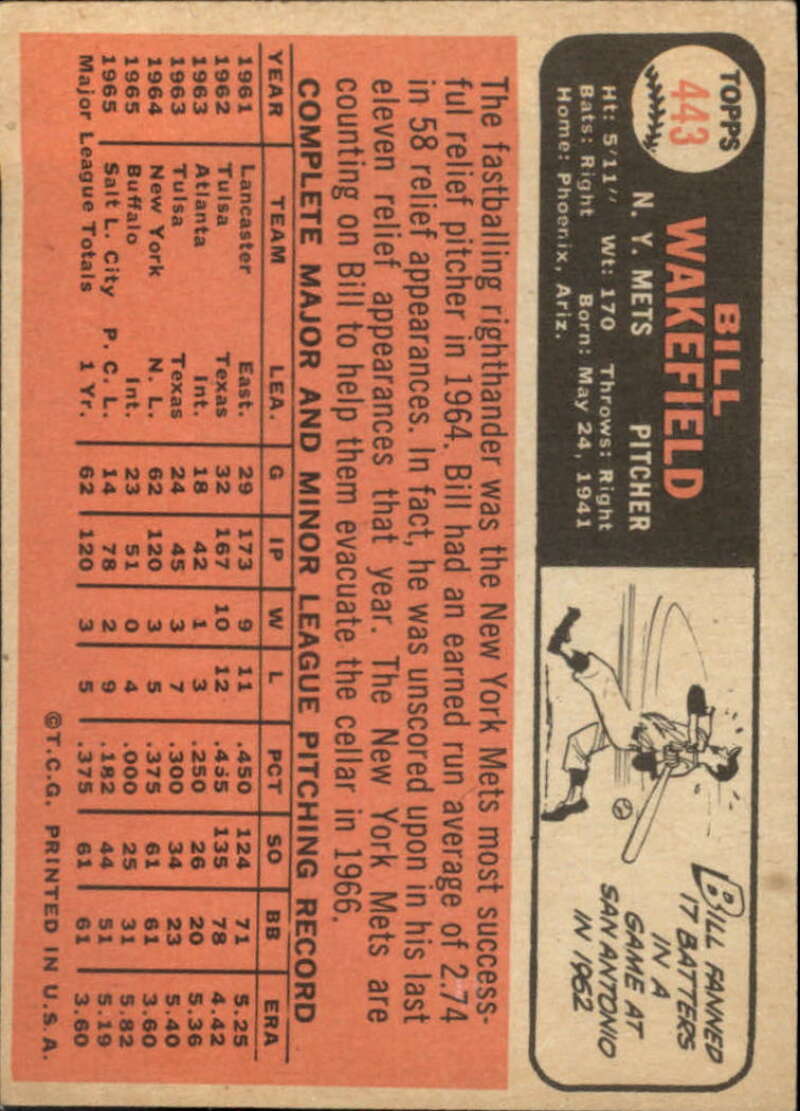 TOPPS
443
BILL
WAKEFIELD
N. Y. METS PITCHER
Ht: 5'11" Wt: 170 Throws: Right
Bats: Right Born: May 24, 1941
Home: Phoenix, Ariz.
BILL FANNED
17 BATTERS
IN A
GAME AT
SAN ANTONIO
IN 1962
The fastballing righthander was the New York Mets most success-
ful relief pitcher in 1964. Bill had an earned run average of 2.74
in 58 relief appearances. In fact, he was unscored upon in his last
eleven relief appearances that year. The New York Mets are
counting on Bill to help them evacuate the cellar in 1966.
COMPLETE MAJOR AND MINOR LEAGUE PITCHING RECORD
YEAR TEAM LEA. G IP W L PCT SO BB ERA
1961 Lancaster East. 29 173 9 11 .450 124 71 5.25
1962 Tulsa Texas 32 167 10 12 .455 135 78 4.42
1963 Atlanta Int. 18 42 1 3 .250 26 20 5.36
1963 Tulsa Texas 24 45 3 7 .300 34 23 5.40
1964 New York N. L. 62 120 3 5 .375 61 61 3.60
1965 Buffalo Int. 23 51 0 4 .000 25 31 5.82
1965 Salt L. City P. C. L. 14 78 2 9 .182 44 51 5.19
Major League Totals 1 Yr. 62 120 3 5 .375 61 61 3.60
©T.C.G. PRINTED IN U.S.A.